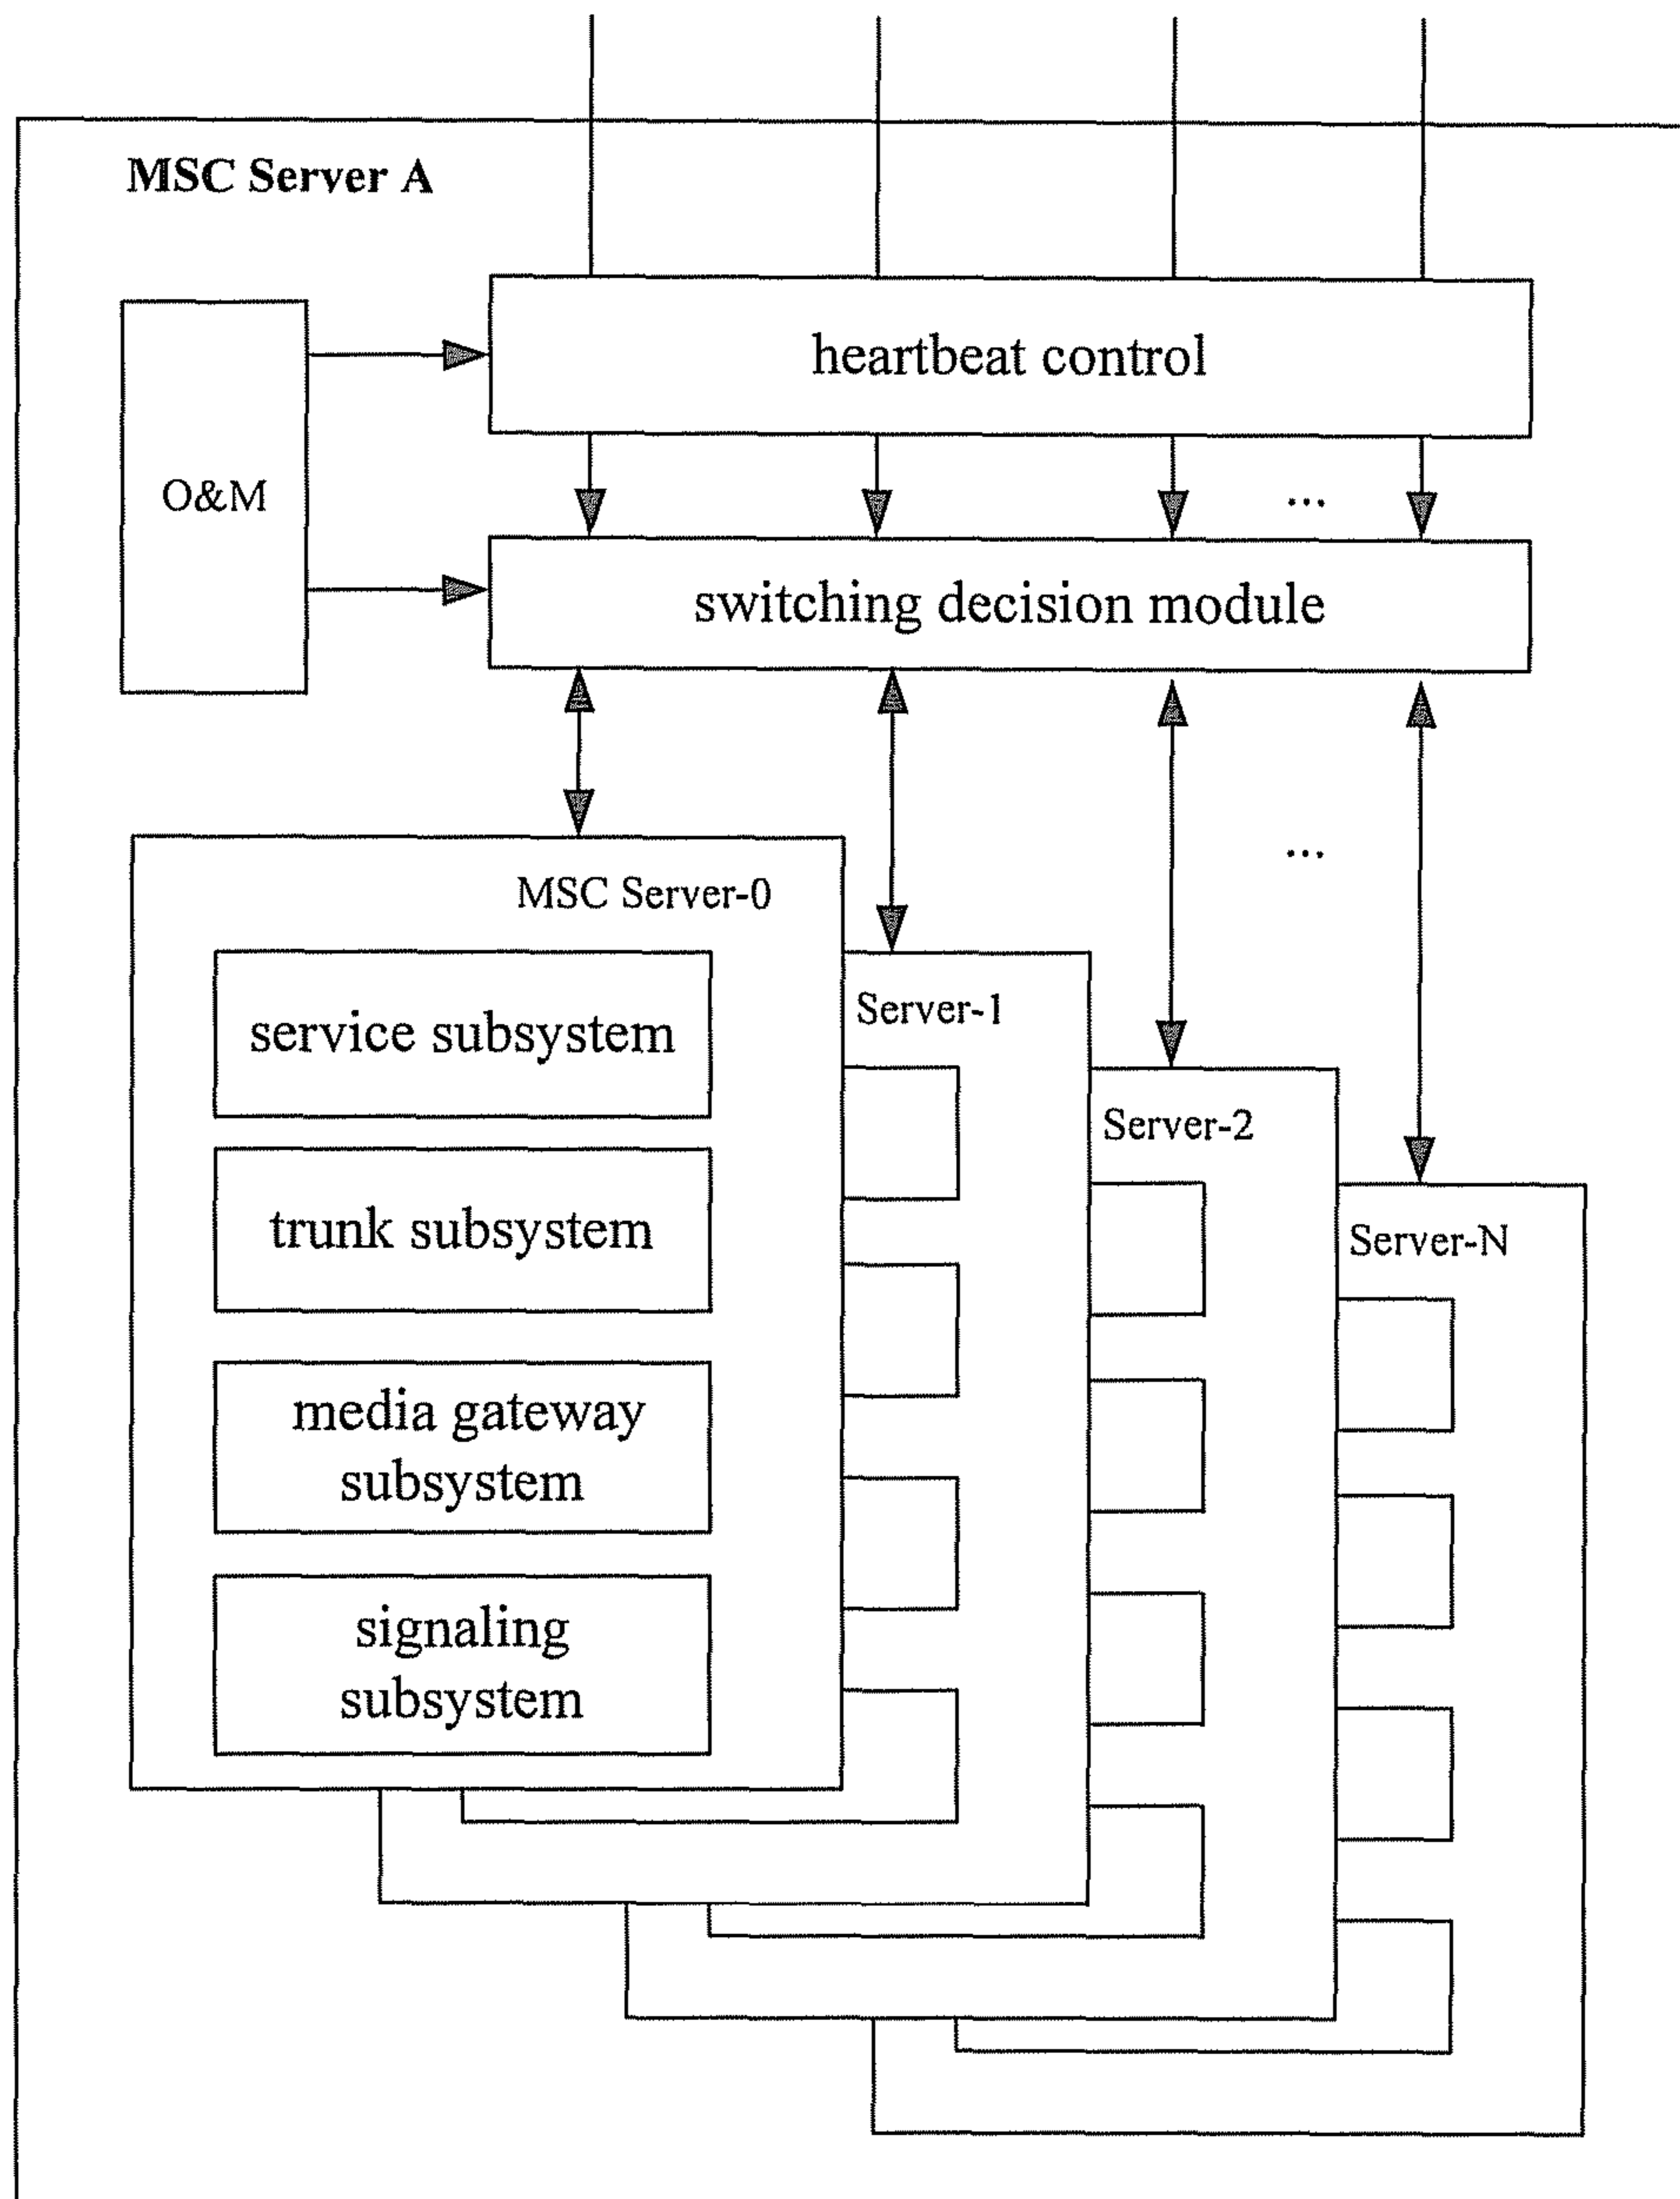 MSC Server A
heartbeat control
O&M
...
switching decision module
...
MSC Server-0
service subsystem
Server-1
trunk subsystem
Server-2
Server-N
media gateway
subsystem
signaling
subsystem